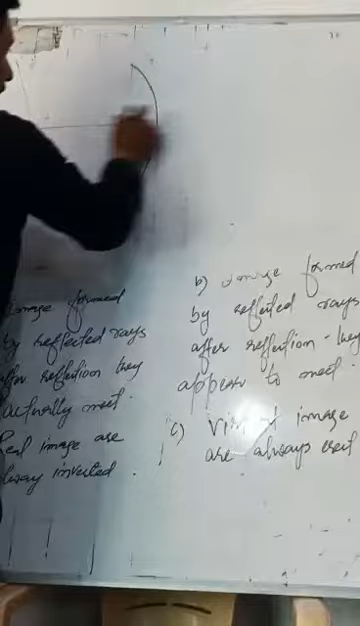 image formed
by reflected rays
after reflection they
actually meet.
Real image are
always inverted.
b) image formed
by reflected rays
after reflection they
appear to meet.
c) image
are always erect